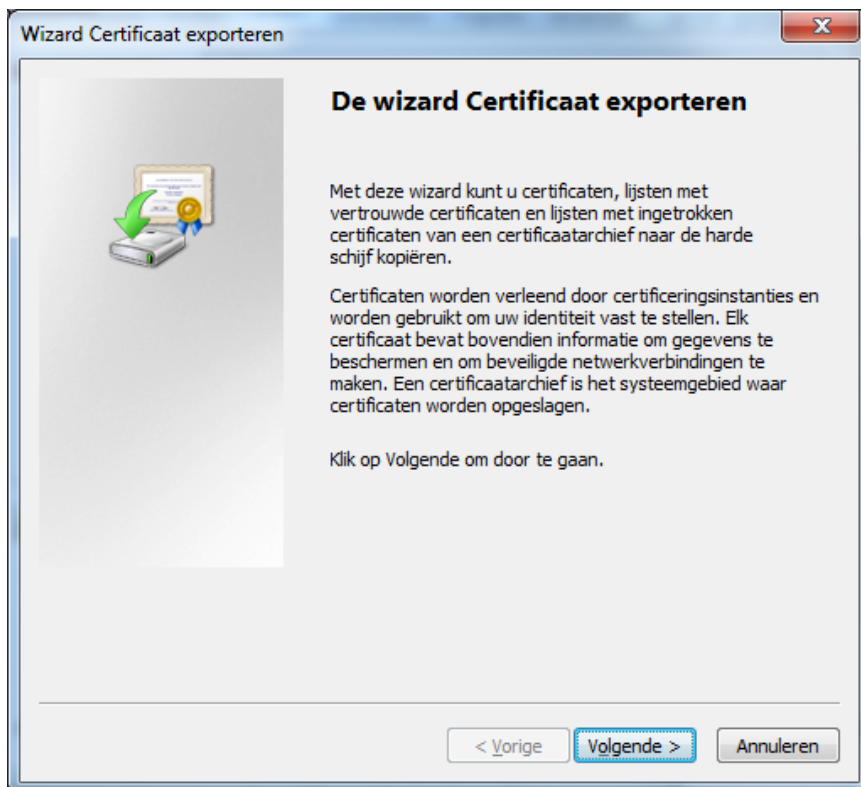 Wizard Certificaat exporteren
De wizard Certificaat exporteren
Met deze wizard kunt u certificaten, lijsten met
vertrouwde certificaten en lijsten met ingetrokken
certificaten van een certificaatarchief naar de harde
schijf kopiëren.
Certificaten worden verleend door certificeringsinstanties en
worden gebruikt om uw identiteit vast te stellen. Elk
certificaat bevat bovendien informatie om gegevens te
beschermen en om beveiligde netwerkverbindingen te
maken. Een certificaatarchief is het systeemgebied waar
certificaten worden opgeslagen.
Klik op Volgende om door te gaan.
< Vorige
Volgende >
Annuleren